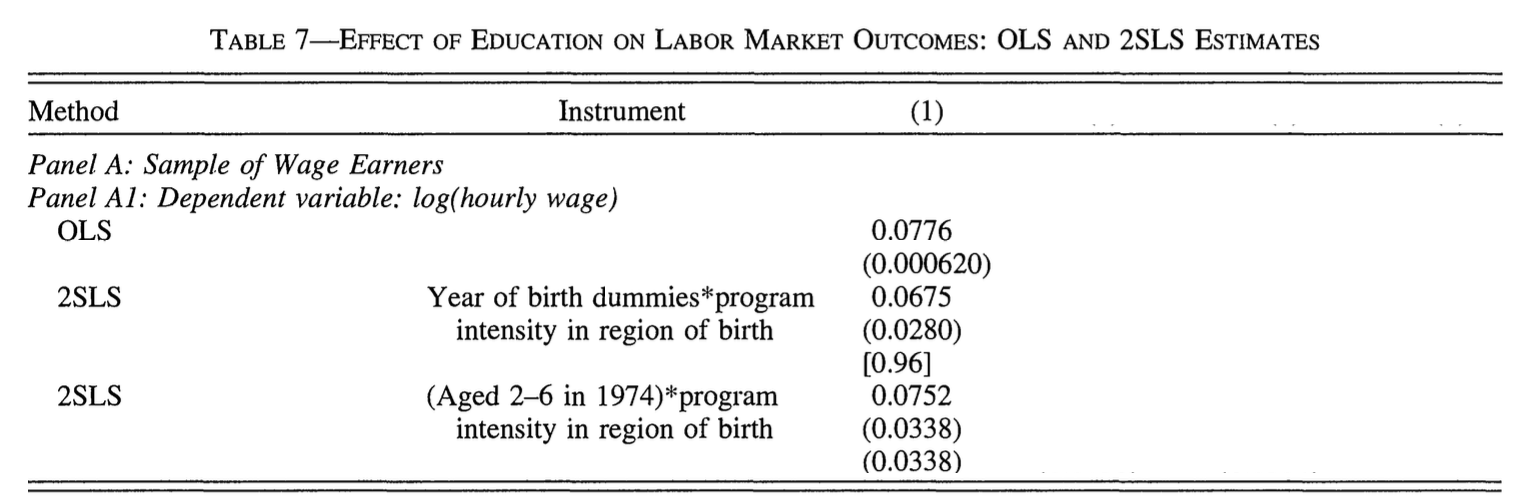 TABLE 7—EFFECT OF EDUCATION ON LABOR MARKET OUTCOMES: OLS AND 2SLS ESTIMATES
Method Instrument (1)
Panel A: Sample of Wage Earners
Panel A1: Dependent variable: log(hourly wage)
OLS 0.0776
(0.000620)
2SLS Year of birth dummies*program 0.0675
intensity in region of birth (0.0280)
[0.96]
2SLS (Aged 2–6 in 1974)*program 0.0752
intensity in region of birth (0.0338)
(0.0338)